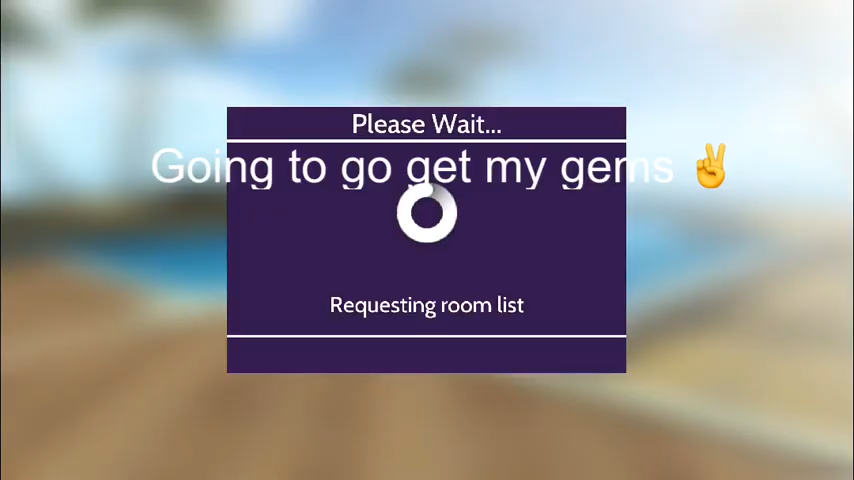 Please Wait...
Going to go get my gems ✌️
Requesting room list